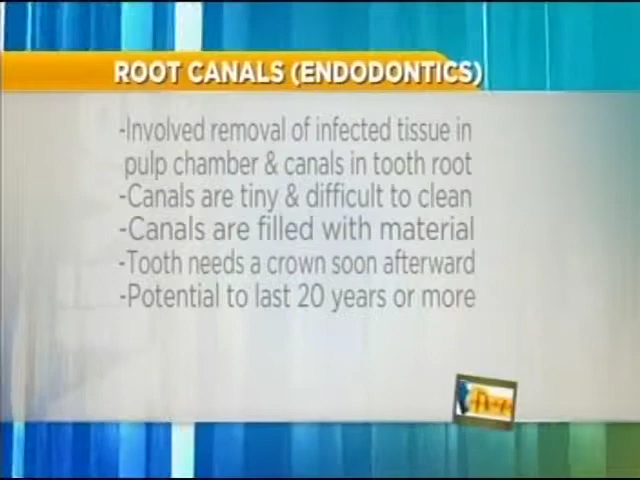 ROOT CANALS (ENDODONTICS)
-Involved removal of infected tissue in
pulp chamber & canals in tooth root
-Canals are tiny & difficult to clean
-Canals are filled with material
-Tooth needs a crown soon afterward
-Potential to last 20 years or more